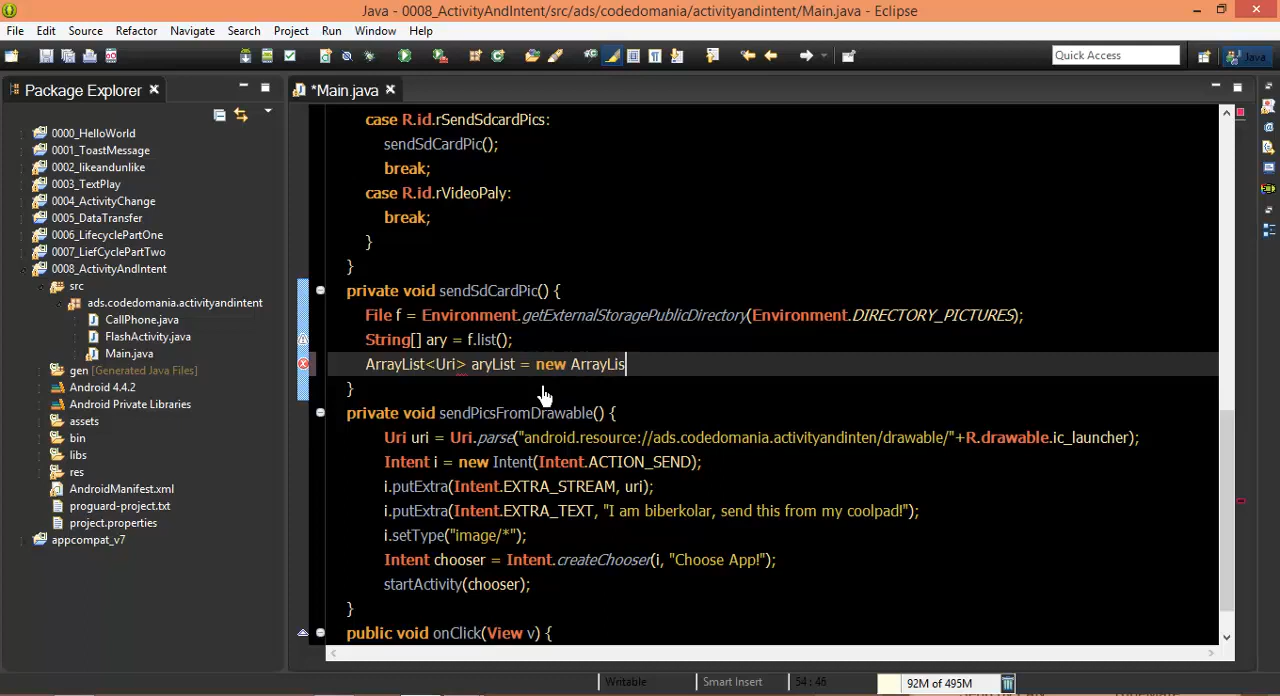 Java - 0008_ActivityAndIntent/src/ads/codedomania/activityandintent/Main.java - Eclipse
File Edit Source Refactor Navigate Search Project Run Window Help
Quick Access
Java
Package Explorer
*Main.java
0000_HelloWorld
0001_ToastMessage
0002_likeandunlike
0003_TextPlay
0004_ActivityChange
0005_DataTransfer
0006_LifecyclePartOne
0007_LiefCyclePartTwo
0008_ActivityAndIntent
src
ads.codedomania.activityandintent
CallPhone.java
FlashActivity.java
Main.java
gen [Generated Java Files]
Android 4.4.2
Android Private Libraries
assets
bin
libs
res
AndroidManifest.xml
proguard-project.txt
project.properties
appcompat_v7
case R.id.rSendSdcardPics:
sendSdCardPic();
break;
case R.id.rVideoPaly:
break;
}
}
private void sendSdCardPic() {
File f = Environment.getExternalStoragePublicDirectory(Environment.DIRECTORY_PICTURES);
String[] ary = f.list();
ArrayList<Uri> aryList = new ArrayLis
}
private void sendPicsFromDrawable() {
Uri uri = Uri.parse("android.resource://ads.codedomania.activityandinten/drawable/"+R.drawable.ic_launcher);
Intent i = new Intent(Intent.ACTION_SEND);
i.putExtra(Intent.EXTRA_STREAM, uri);
i.putExtra(Intent.EXTRA_TEXT, "I am biberkolar, send this from my coolpad!");
i.setType("image/*");
Intent chooser = Intent.createChooser(i, "Choose App!");
startActivity(chooser);
}
public void onClick(View v) {
Writable Smart Insert 54 : 46 92M of 495M